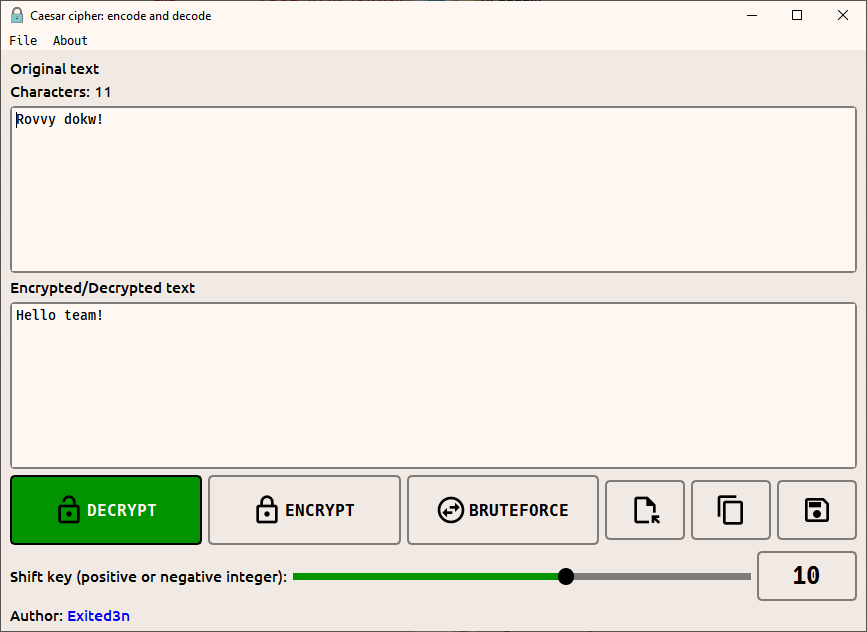 Caesar cipher: encode and decode
File About
Original text
Characters: 11
Rovvy dokw!
Encrypted/Decrypted text
Hello team!
DECRYPT ENCRYPT BRUTEFORCE
Shift key (positive or negative integer): 10
Author: Exited3n